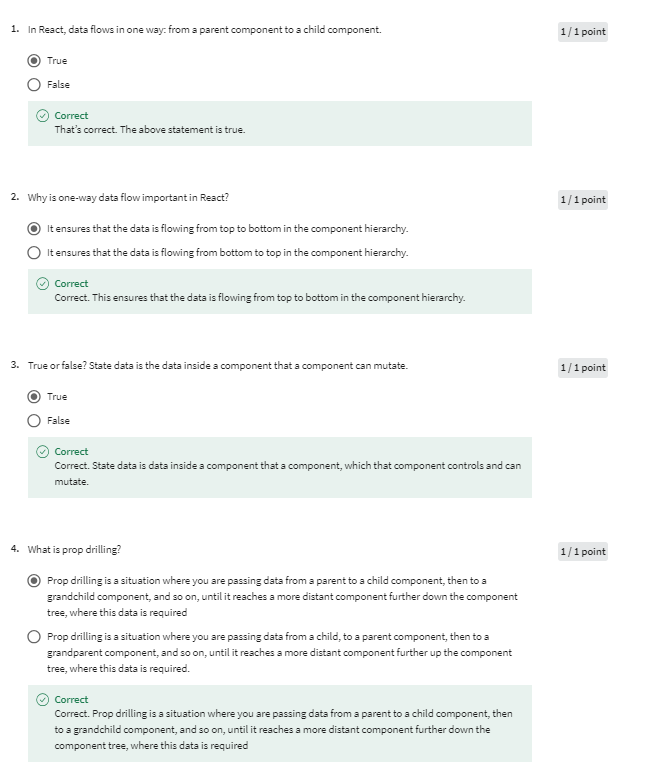 1. In React, data flows in one way: from a parent component to a child component.
1 / 1 point
True
False
Correct
That's correct. The above statement is true.
2. Why is one-way data flow important in React?
1 / 1 point
It ensures that the data is flowing from top to bottom in the component hierarchy.
It ensures that the data is flowing from bottom to top in the component hierarchy.
Correct
Correct. This ensures that the data is flowing from top to bottom in the component hierarchy.
3. True or false? State data is the data inside a component that a component can mutate.
1 / 1 point
True
False
Correct
Correct. State data is data inside a component that a component, which that component controls and can
mutate.
4. What is prop drilling?
1 / 1 point
Prop drilling is a situation where you are passing data from a parent to a child component, then to a
grandchild component, and so on, until it reaches a more distant component further down the component
tree, where this data is required
Prop drilling is a situation where you are passing data from a child, to a parent component, then to a
grandparent component, and so on, until it reaches a more distant component further up the component
tree, where this data is required.
Correct
Correct. Prop drilling is a situation where you are passing data from a parent to a child component, then
to a grandchild component, and so on, until it reaches a more distant component further down the
component tree, where this data is required